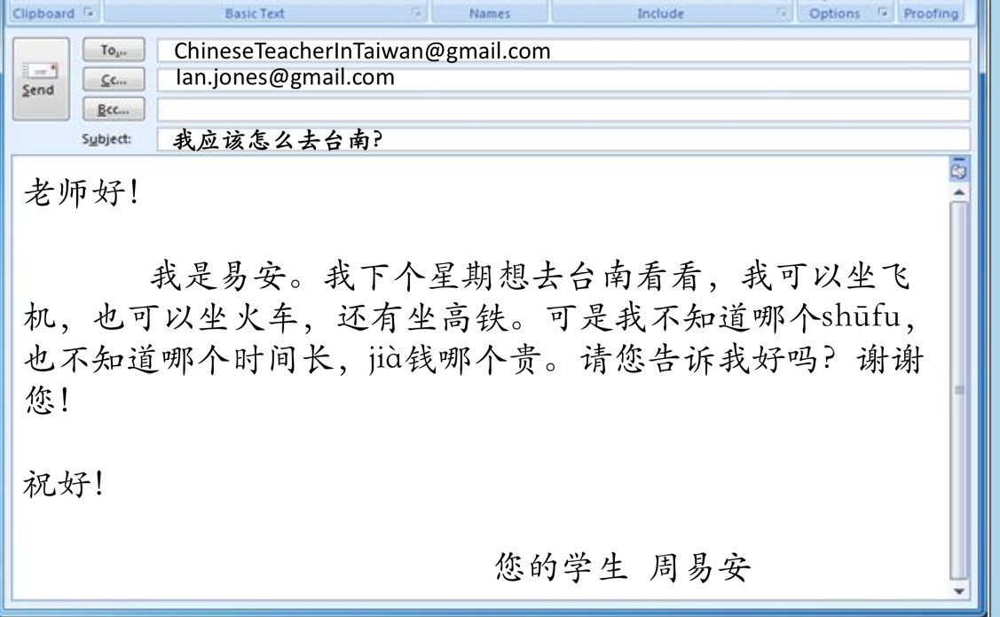 Clipboard Basic Text Names Include Options Proofing
Send
To... ChineseTeacherInTaiwan@gmail.com
Cc... Ian.jones@gmail.com
Bcc...
Subject: 我应该怎么去台南?
老师好!
我是易安。我下个星期想去台南看看，我可以坐飞
机，也可以坐火车，还有坐高铁。可是我不知道哪个shūfu，
也不知道哪个时间长，jià钱哪个贵。请您告诉我好吗？谢谢
您!
祝好!
您的学生 周易安